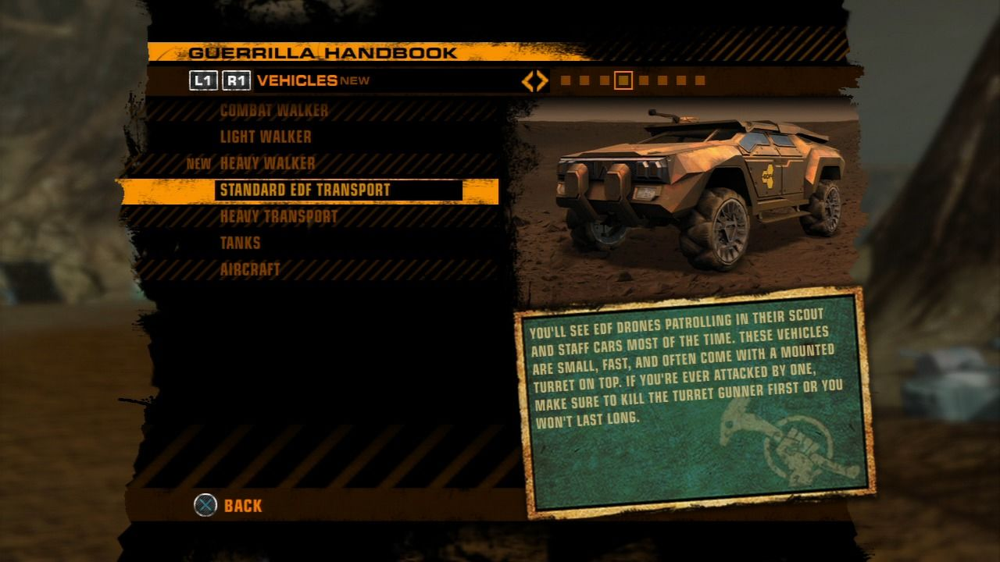 GUERRILLA HANDBOOK
L1 R1 VEHICLES NEW
COMBAT WALKER
LIGHT WALKER
NEW HEAVY WALKER
STANDARD EDF TRANSPORT
HEAVY TRANSPORT
TANKS
AIRCRAFT
YOU'LL SEE EDF DRONES PATROLLING IN THEIR SCOUT
AND STAFF CARS MOST OF THE TIME. THESE VEHICLES
ARE SMALL, FAST, AND OFTEN COME WITH A MOUNTED
TURRET ON TOP. IF YOU'RE EVER ATTACKED BY ONE,
MAKE SURE TO KILL THE TURRET GUNNER FIRST OR YOU
WON'T LAST LONG.
BACK